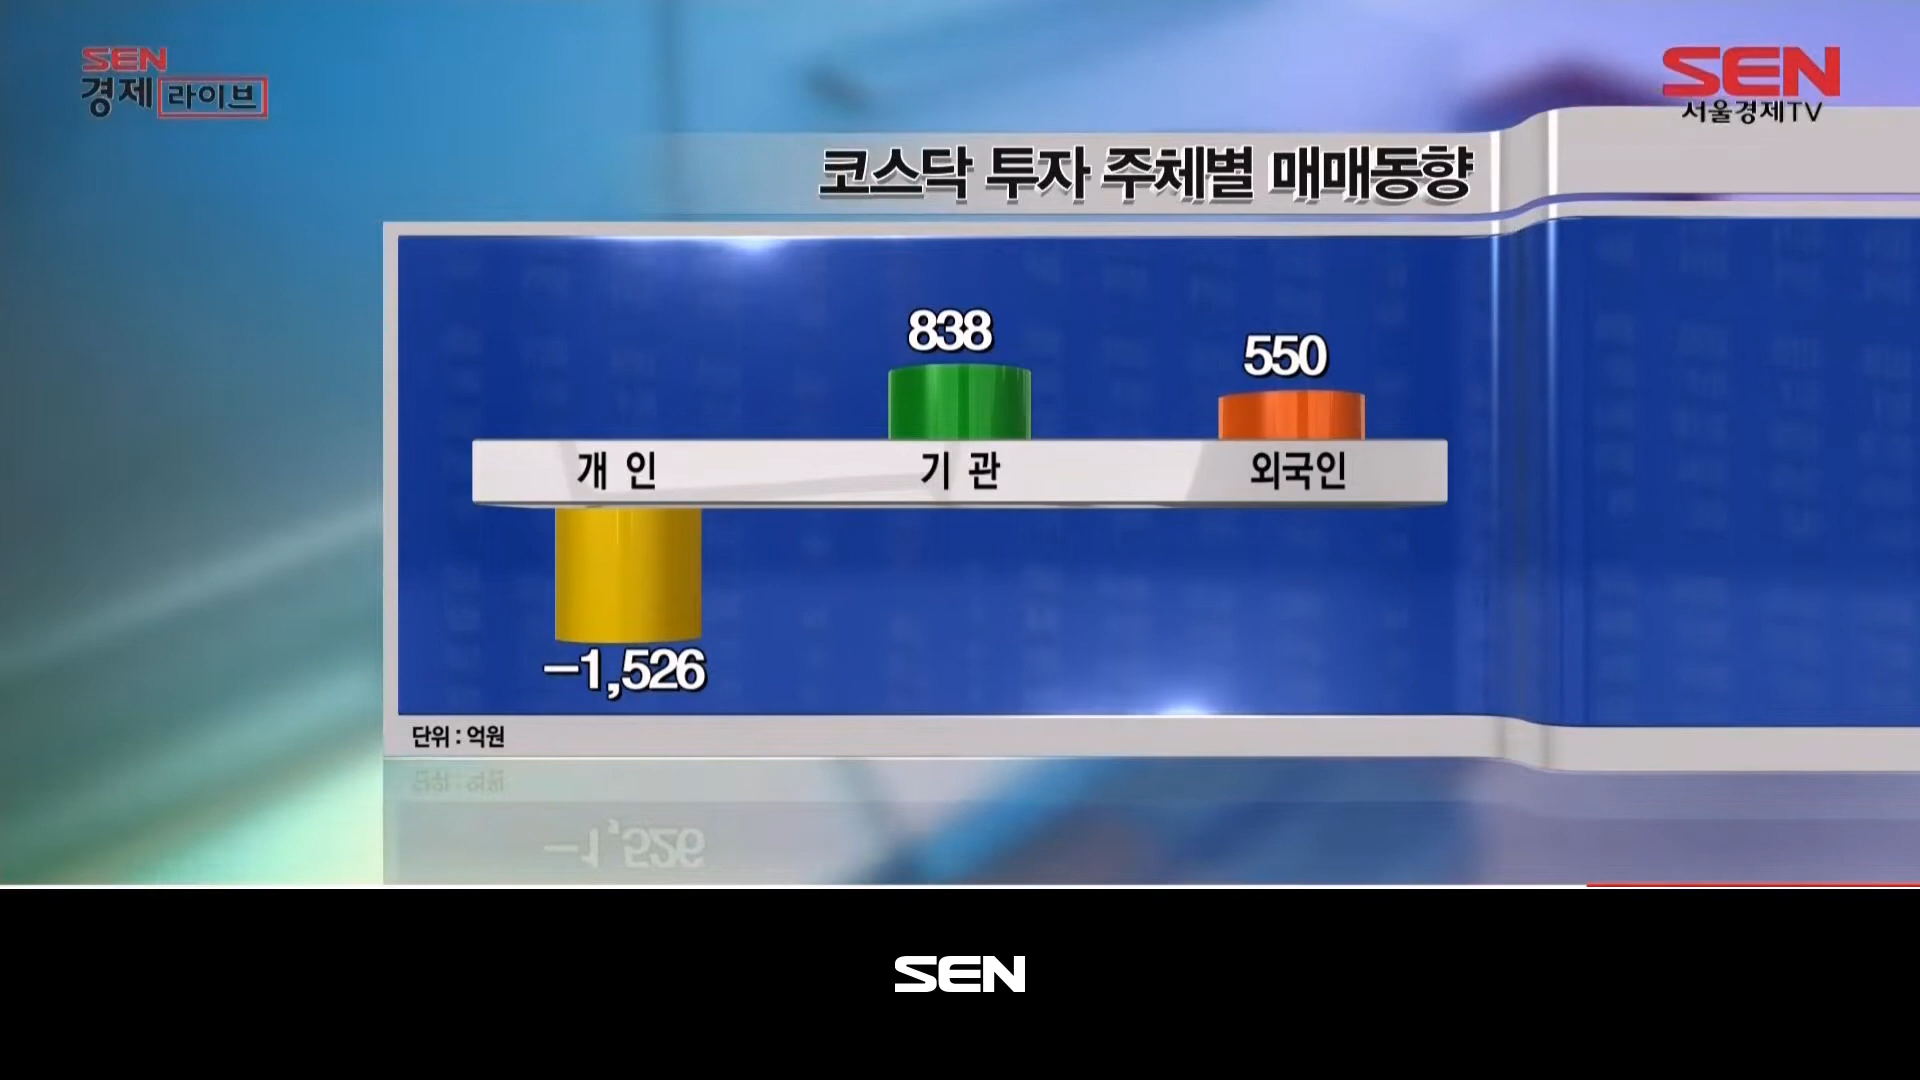 SEN
경제 라이브
SEN
서울경제TV
코스닥 투자 주체별 매매동향
838
550
개 인
기 관
외국인
-1,526
단위 : 억원
SEN